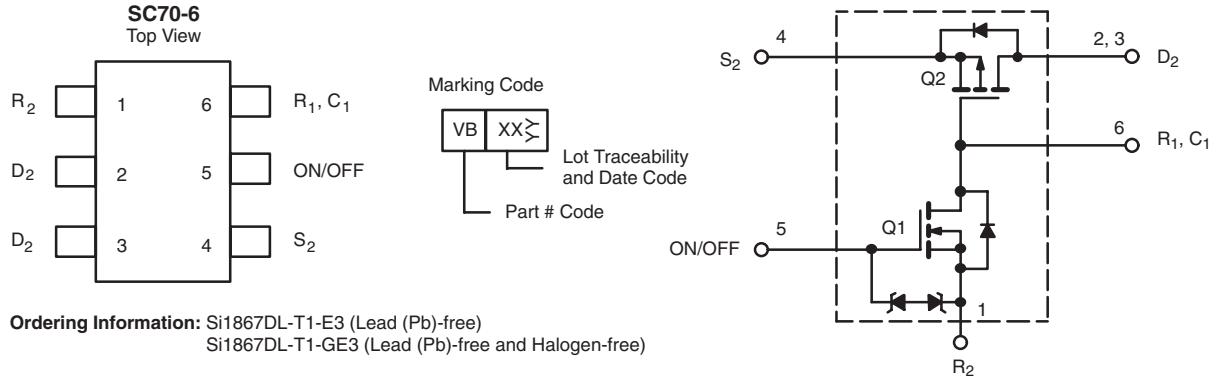 SC70-6
Top View
R2
D2
D2
1
2
3
6
5
4
R1, C1
ON/OFF
S2
Marking Code
VB
XX
YY
Lot Traceability
and Date Code
Part # Code
S2
4
2, 3
D2
Q2
6
R1, C1
ON/OFF
5
Q1
1
R2
Ordering Information: Si1867DL-T1-E3 (Lead (Pb)-free)
Si1867DL-T1-GE3 (Lead (Pb)-free and Halogen-free)